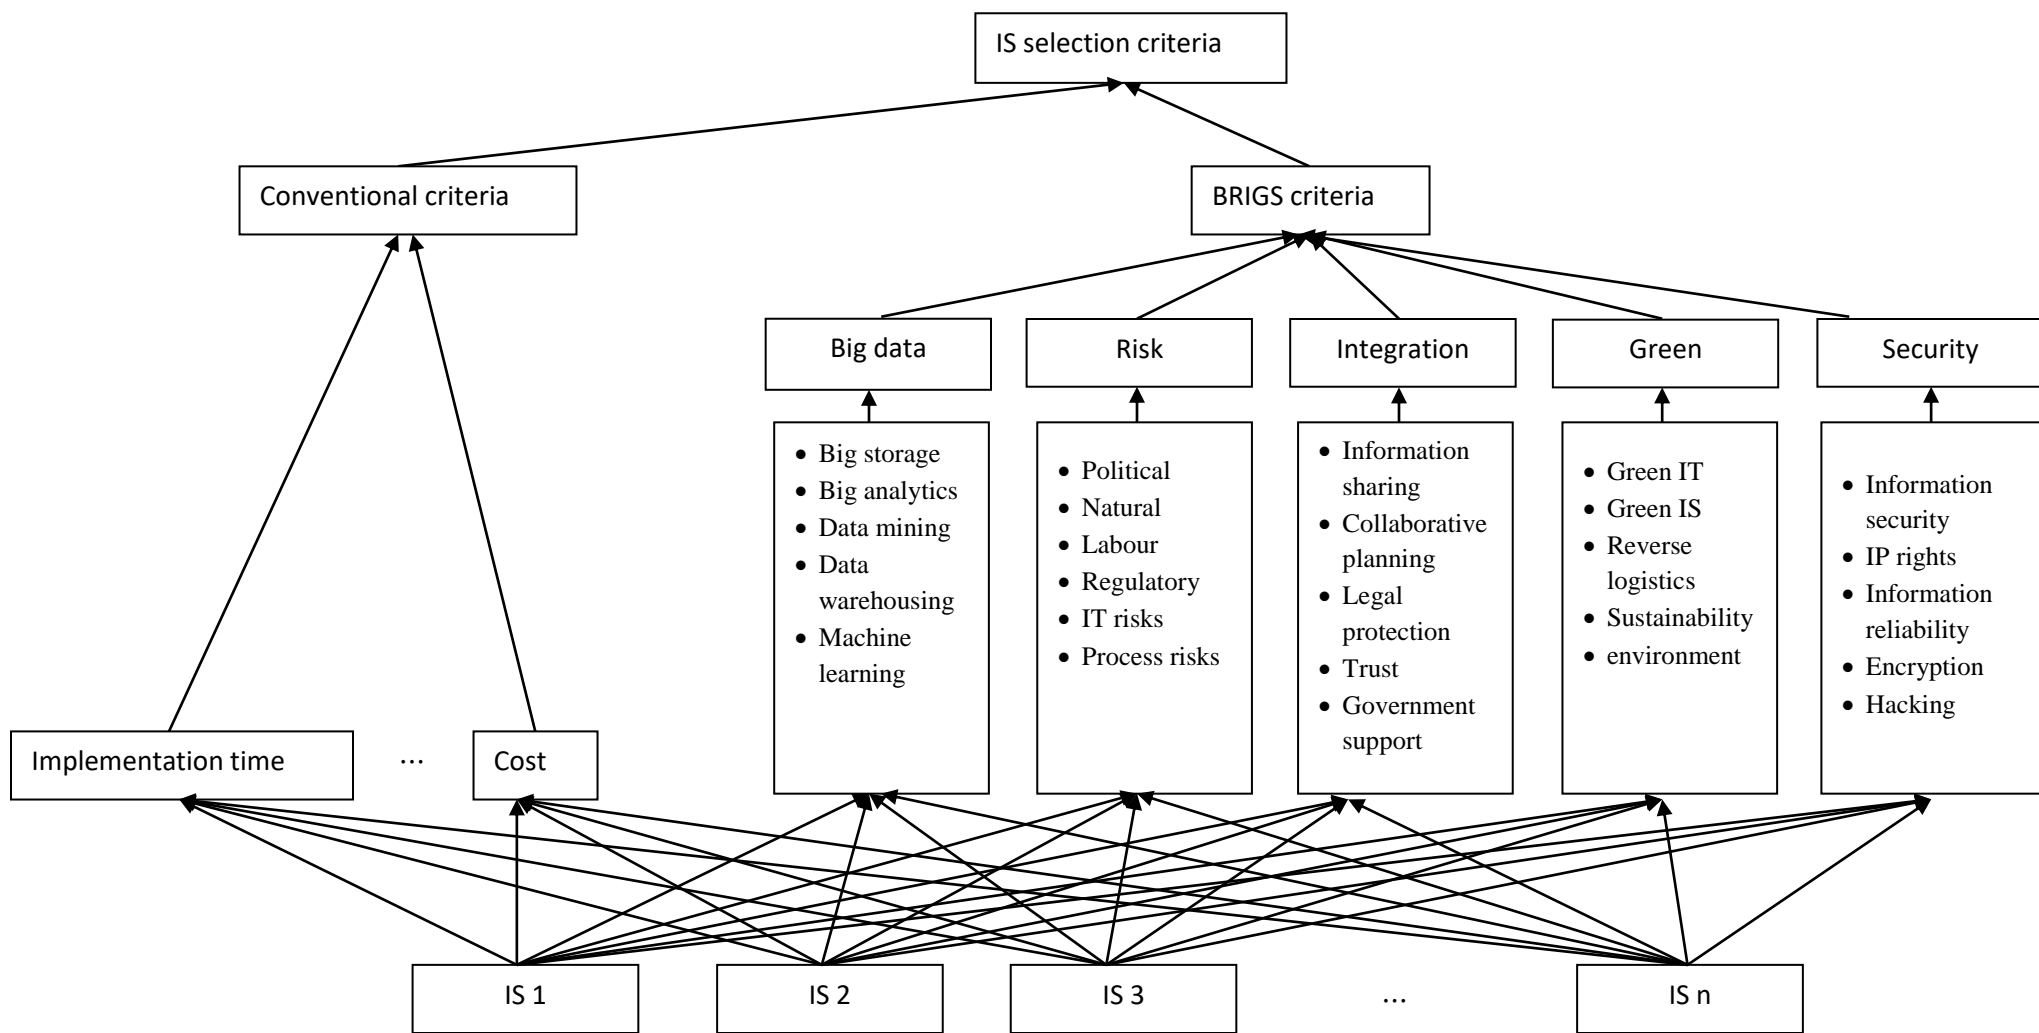 IS selection criteria
Conventional criteria
BRIGS criteria
Big data
Risk
Integration
Green
Security
• Big storage
• Big analytics
• Data mining
• Data
warehousing
• Machine
learning
• Political
• Natural
• Labour
• Regulatory
• IT risks
• Process risks
• Information
sharing
• Collaborative
planning
• Legal
protection
• Trust
• Government
support
• Green IT
• Green IS
• Reverse
logistics
• Sustainability
• environment
• Information
security
• IP rights
• Information
reliability
• Encryption
• Hacking
Implementation time
...
Cost
IS 1
IS 2
IS 3
...
IS n